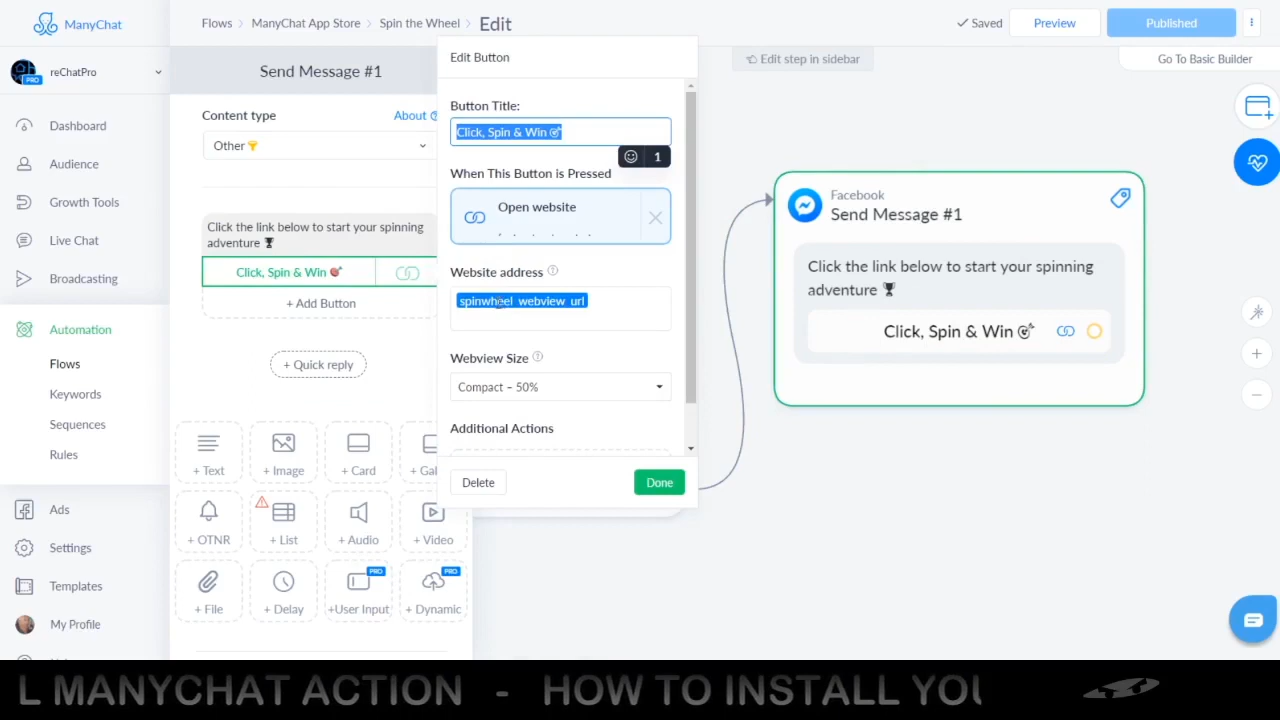 ManyChat
Flows
ManyChat App Store
Spin the Wheel
Edit
Saved
Preview
Published
reChatPro
PRO
Send Message #1
Edit Button
Edit step in sidebar
Go To Basic Builder
Content type
About
Other
Button Title:
Click, Spin & Win
1
When This Button is Pressed
Open website
Website address
spinwheel_webview_url
Webview Size
Compact – 50%
Additional Actions
Delete
Done
Click the link below to start your spinning
adventure 🏆
Click, Spin & Win 🎯
+ Add Button
+ Quick reply
+ Text
+ Image
+ Card
+ Gal
+ OTNR
+ List
+ Audio
+ Video
+ File
+ Delay
PRO
+User Input
PRO
+ Dynamic
Dashboard
Audience
Growth Tools
Live Chat
Broadcasting
Automation
Flows
Keywords
Sequences
Rules
Ads
Settings
Templates
My Profile
Facebook
Send Message #1
Click the link below to start your spinning
adventure 🏆
Click, Spin & Win
L MANYCHAT ACTION - HOW TO INSTALL YOU